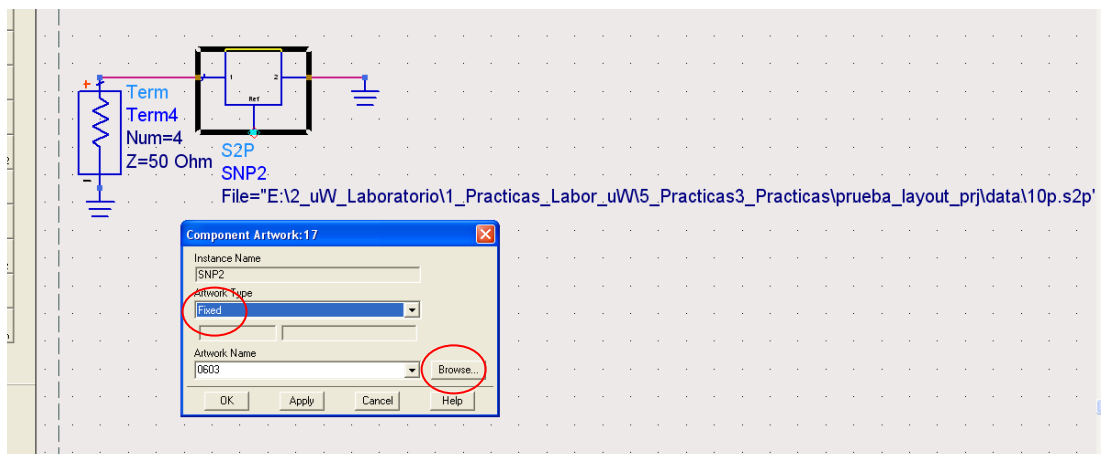 +
Term
Term4
Num=4
Z=50 Ohm
-
1
2
Ref
S2P
SNP2
File="E:\2_uW_Laboratorio\1_Practicas_Labor_uW\5_Practicas3_Practicas\prueba_layout_prj\data\10p.s2p"
Component Artwork:17
Instance Name
SNP2
Artwork Type
Fixed
Artwork Name
0603
Browse...
OK
Apply
Cancel
Help